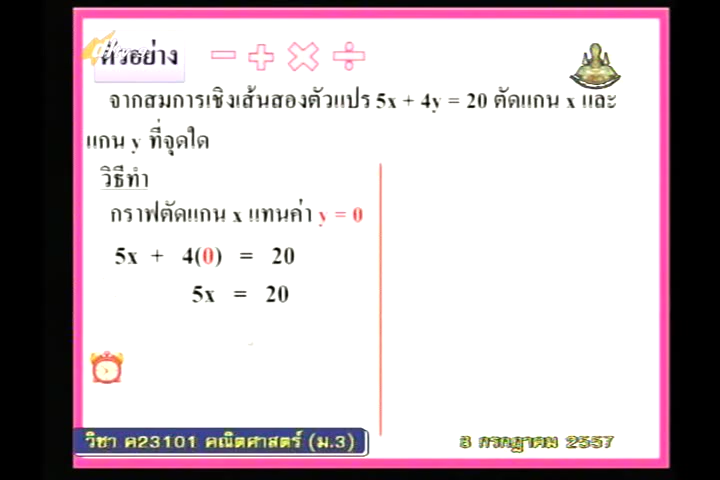 ตัวอย่าง
จากสมการเชิงเส้นสองตัวแปร 5x + 4y = 20 ตัดแกน x และ
แกน y ที่จุดใด
วิธีทำ
กราฟตัดแกน x แทนค่า y = 0
5x + 4(0) = 20
5x = 20
วิชา ค23101 คณิตศาสตร์ (ม.3)
3 กรกฎาคม 2557